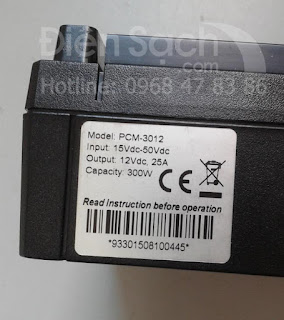 Điện Sạch
.com
Hotline: 0968 47 83 86
Model: PCM-3012
Input: 15Vdc-50Vdc
Output: 12Vdc, 25A
Capacity: 300W
CE
Read instruction before operation
*93301508100445*